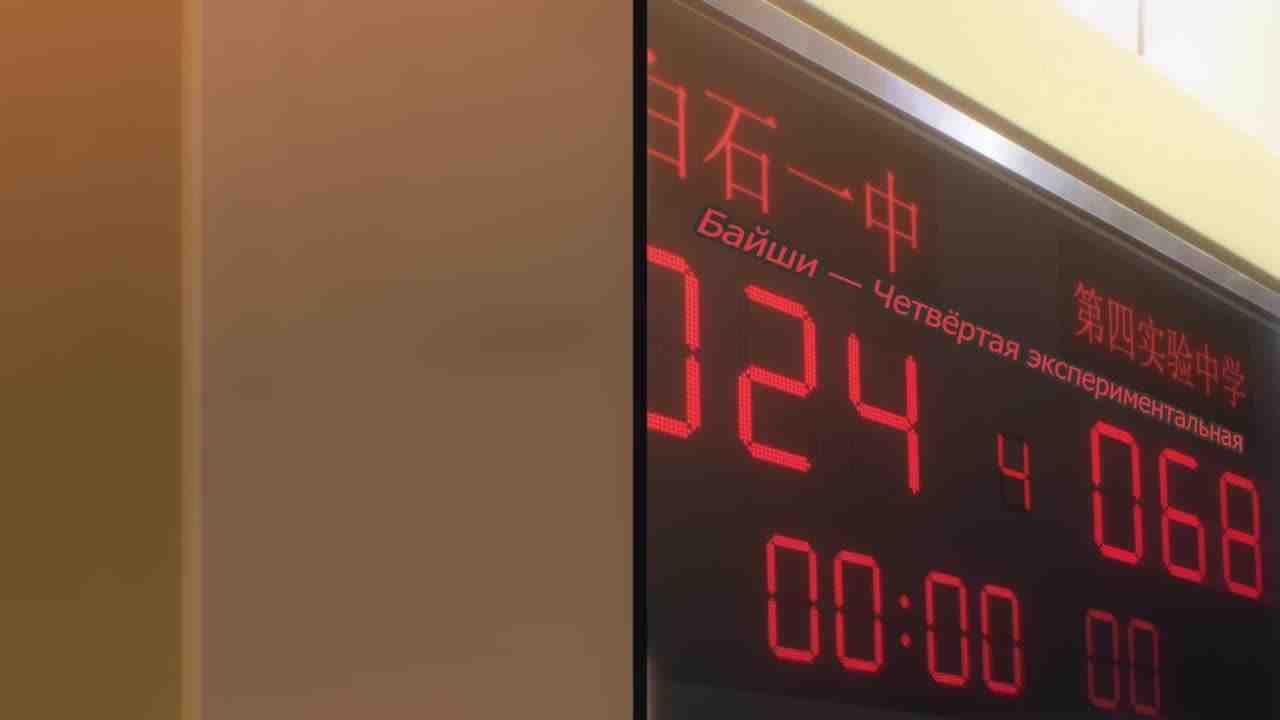 白石一中
Байши — Четвёртая экспериментальная
第四实验中学
024
4
068
00:00
00